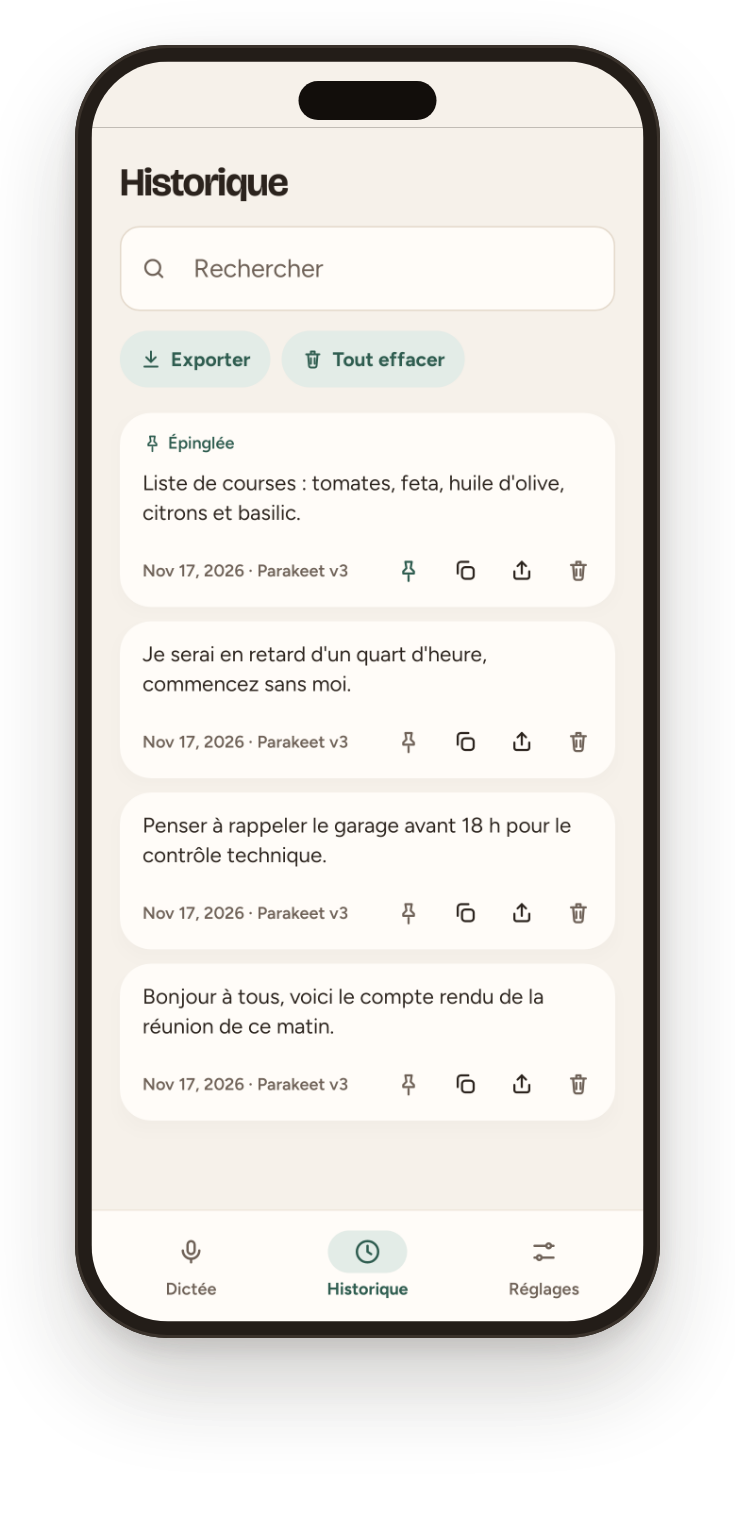 Historique
Rechercher
Exporter
Tout effacer
Épinglée
Liste de courses : tomates, feta, huile d'olive,
citrons et basilic.
Nov 17, 2026 · Parakeet v3
Je serai en retard d'un quart d'heure,
commencez sans moi.
Nov 17, 2026 · Parakeet v3
Penser à rappeler le garage avant 18 h pour le
contrôle technique.
Nov 17, 2026 · Parakeet v3
Bonjour à tous, voici le compte rendu de la
réunion de ce matin.
Nov 17, 2026 · Parakeet v3
Dictée
Historique
Réglages